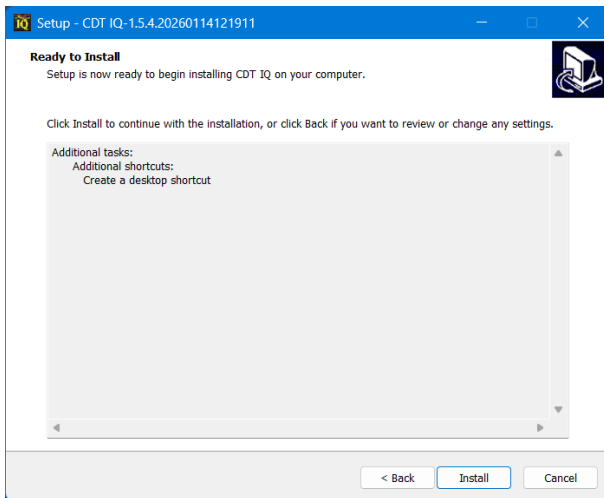 IQ Setup - CDT IQ-1.5.4.20260114121911
Ready to Install
Setup is now ready to begin installing CDT IQ on your computer.
Click Install to continue with the installation, or click Back if you want to review or change any settings.
Additional tasks:
Additional shortcuts:
Create a desktop shortcut
< Back Install Cancel